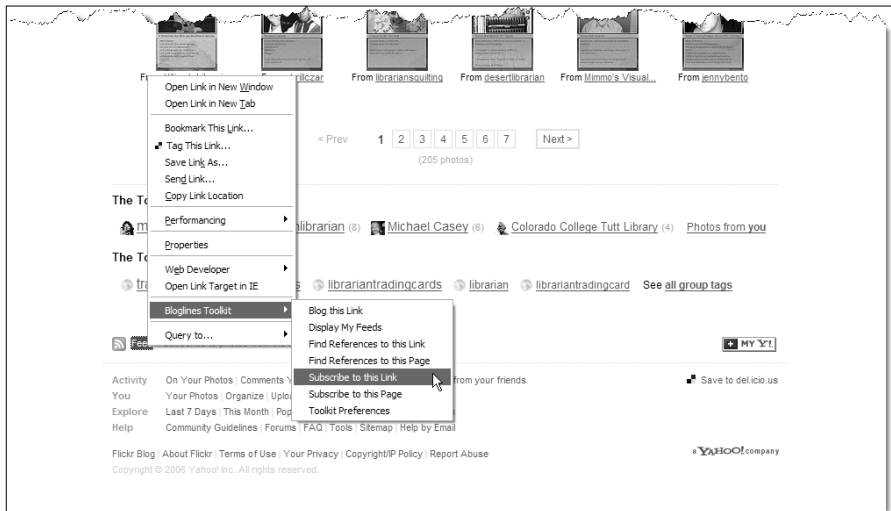 From librariansquilting From desertlibrarian From Mimmo's Visual... From jennybento
Open Link in New Window
Open Link in New Tab
Bookmark This Link...
Tag This Link...
Save Link As...
Send Link...
Copy Link Location
Performancing
Properties
Web Developer
Open Link Target in IE
Bloglines Toolkit
Query to...
< Prev 1 2 3 4 5 6 7 Next >
(205 photos)
The To
m nlibrarian (8) Michael Casey (6) Colorado College Tutt Library (4) Photos from you
The To
tra s librariantradingcards librarian librariantradingcard See all group tags
Blog this Link
Display My Feeds
Find References to this Link
Find References to this Page
Subscribe to this Link
Subscribe to this Page
Toolkit Preferences
Fee + MY Y!
Activity On Your Photos | Comments Y from your friends Save to del.icio.us
You Your Photos | Organize | Uplo
Explore Last 7 Days | This Month | Pop
Help Community Guidelines | Forums | FAQ | Tools | Sitemap | Help by Email
Flickr Blog | About Flickr | Terms of Use | Your Privacy | Copyright/IP Policy | Report Abuse a YAHOO! company
Copyright © 2006 Yahoo! Inc. All rights reserved.